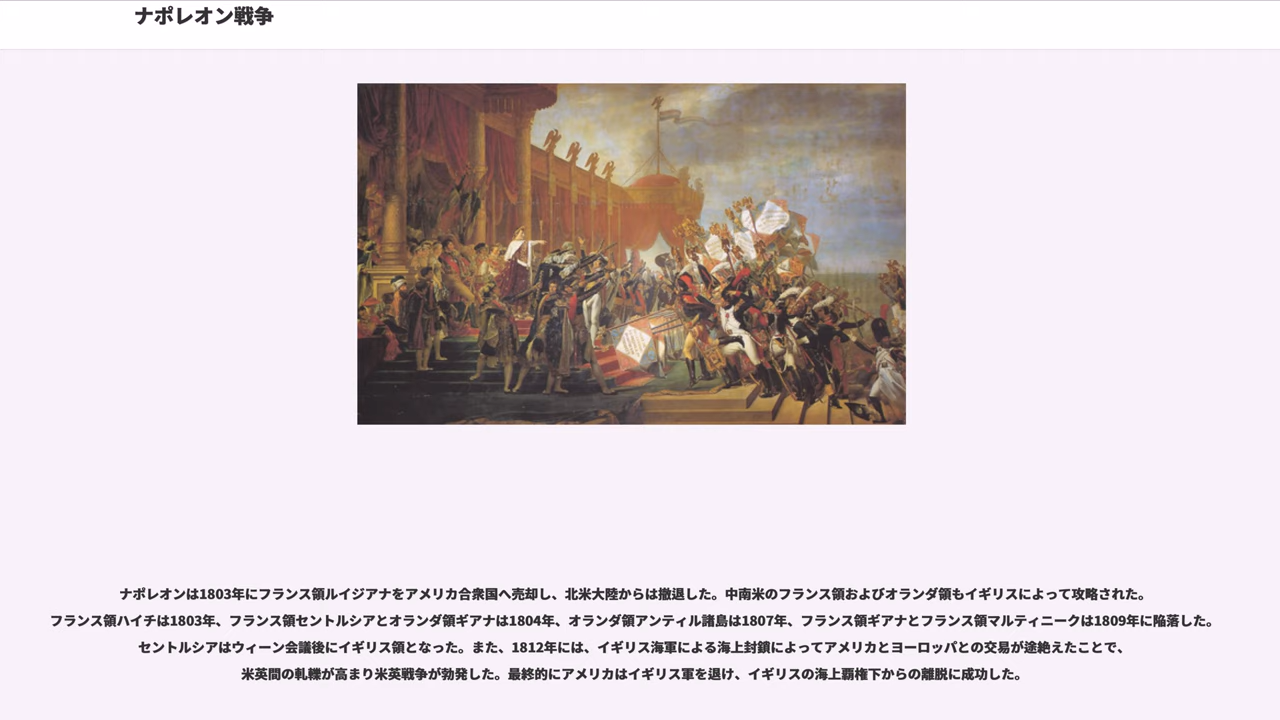 ナポレオン戦争
ナポレオンは1803年にフランス領ルイジアナをアメリカ合衆国へ売却し、北米大陸からは撤退した。中南米のフランス領およびオランダ領もイギリスによって攻略された。
フランス領ハイチは1803年、フランス領セントルシアとオランダ領ギアナは1804年、オランダ領アンティル諸島は1807年、フランス領ギアナとフランス領マルティニークは1809年に陥落した。
セントルシアはウィーン会議後にイギリス領となった。また、1812年には、イギリス海軍による海上封鎖によってアメリカとヨーロッパとの交易が途絶えたことで、
米英間の軋轢が高まり米英戦争が勃発した。最終的にアメリカはイギリス軍を退け、イギリスの海上覇権下からの離脱に成功した。